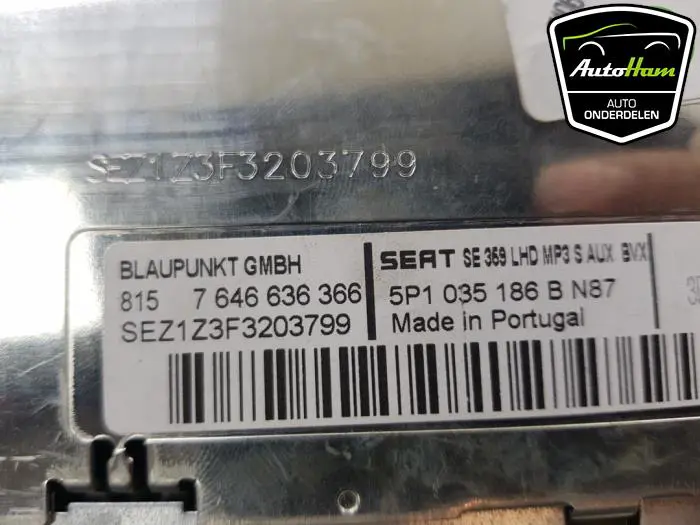 AutoHam
AUTO
ONDERDELEN
SEZ1Z3F3203799
BLAUPUNKT GMBH
815 7 646 636 366
SEZ1Z3F3203799
SEAT SE 359 LHD MP3 S AUX BVX
5P1 035 186 B N87
Made in Portugal